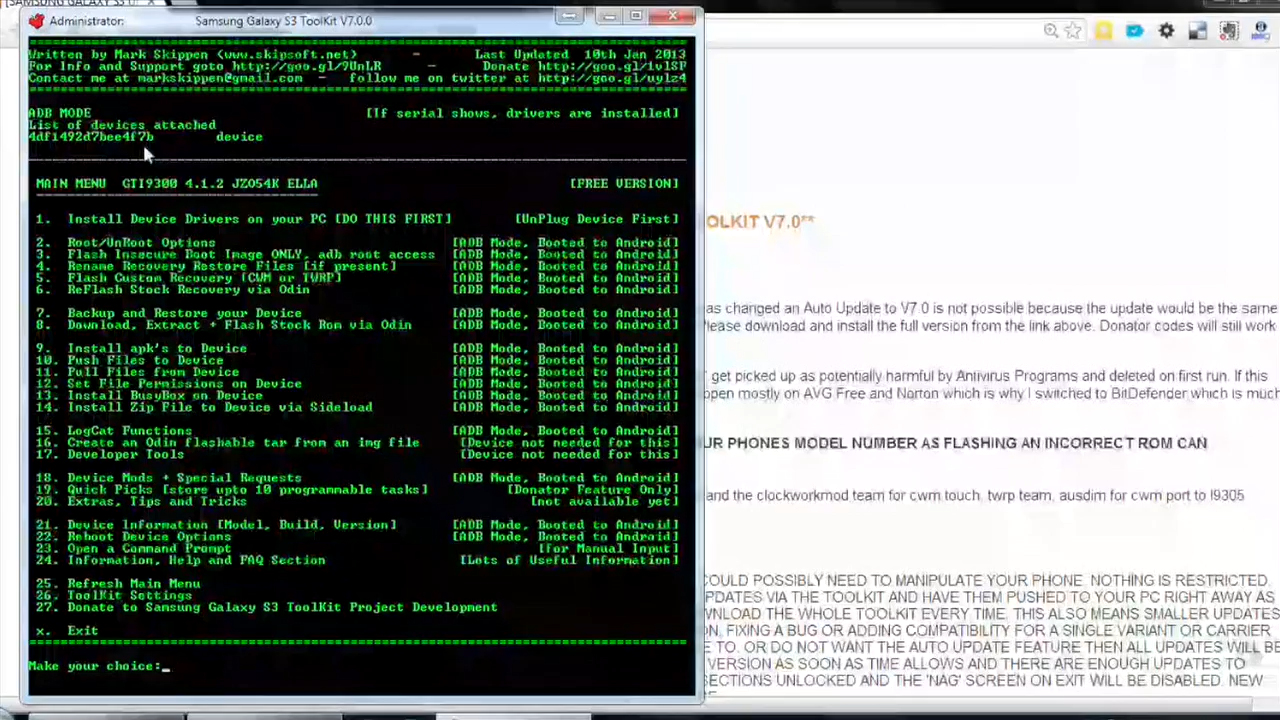 Administrator: Samsung Galaxy S3 ToolKit V7.0.0
Written by Mark Skippen (www.skipsoft.net) - Last Updated 10th Jan 2013
For Info and Support goto http://goo.gl/9UnLR - Donate http://goo.gl/1vlSP
Contact me at markskippen@gmail.com - follow me on twitter at http://goo.gl/uylz4
ADB MODE [If serial shows, drivers are installed]
List of devices attached
4df1492d7bee4f7b device
MAIN MENU GTI9300 4.1.2 JZO54K ELLA [FREE VERSION]
1. Install Device Drivers on your PC [DO THIS FIRST] [UnPlug Device First]
2. Root/UnRoot Options [ADB Mode, Booted to Android]
3. Flash Insecure Boot Image ONLY, adb root access [ADB Mode, Booted to Android]
4. Rename Recovery Restore Files [if present] [ADB Mode, Booted to Android]
5. Flash Custom Recovery [CWM or TWRP] [ADB Mode, Booted to Android]
6. ReFlash Stock Recovery via Odin [ADB Mode, Booted to Android]
7. Backup and Restore your Device [ADB Mode, Booted to Android]
8. Download, Extract + Flash Stock Rom via Odin [ADB Mode, Booted to Android]
9. Install apk's to Device [ADB Mode, Booted to Android]
10. Push Files to Device [ADB Mode, Booted to Android]
11. Pull Files from Device [ADB Mode, Booted to Android]
12. Set File Permissions on Device [ADB Mode, Booted to Android]
13. Install BusyBox on Device [ADB Mode, Booted to Android]
14. Install Zip File to Device via Sideload [ADB Mode, Booted to Android]
15. LogCat Functions [ADB Mode, Booted to Android]
16. Create an Odin flashable tar from an img file [Device not needed for this]
17. Developer Tools [Device not needed for this]
18. Device Mods + Special Requests [ADB Mode, Booted to Android]
19. Quick Picks [store upto 10 programmable tasks] [Donator Feature Only]
20. Extras, Tips and Tricks [not available yet]
21. Device Information [Model, Build, Version] [ADB Mode, Booted to Android]
22. Reboot Device Options [ADB Mode, Booted to Android]
23. Open a Command Prompt [for Manual Input]
24. Information, Help and FAQ Section [Lots of Useful Information]
25. Refresh Main Menu
26. ToolKit Settings
27. Donate to Samsung Galaxy S3 ToolKit Project Development
x. Exit
Make your choice:_
OLKIT V7.0**
as changed an Auto Update to V7.0 is not possible because the update would be the same
Please download and install the full version from the link above. Donator codes will still work
get picked up as potentially harmful by Antivirus Programs and deleted on first run. If this
open mostly on AVG Free and Norton which is why I switched to BitDefender which is much
UR PHONES MODEL NUMBER AS FLASHING AN INCORRECT ROM CAN
and the clockworkmod team for cwm touch, twrp team, ausdim for cwm port to I9305
COULD POSSIBLY NEED TO MANIPULATE YOUR PHONE. NOTHING IS RESTRICTED.
PDATES VIA THE TOOLKIT AND HAVE THEM PUSHED TO YOUR PC RIGHT AWAY AS
WNLOAD THE WHOLE TOOLKIT EVERY TIME. THIS ALSO MEANS SMALLER UPDATES
ON, FIXING A BUG OR ADDING COMPATIBILITY FOR A SINGLE VARIANT OR CARRIER
E TO, OR DO NOT WANT THE AUTO UPDATE FEATURE THEN ALL UPDATES WILL BE
VERSION AS SOON AS TIME ALLOWS AND THERE ARE ENOUGH UPDATES TO
SECTIONS UNLOCKED AND THE 'NAG' SCREEN ON EXIT WILL BE DISABLED. NEW